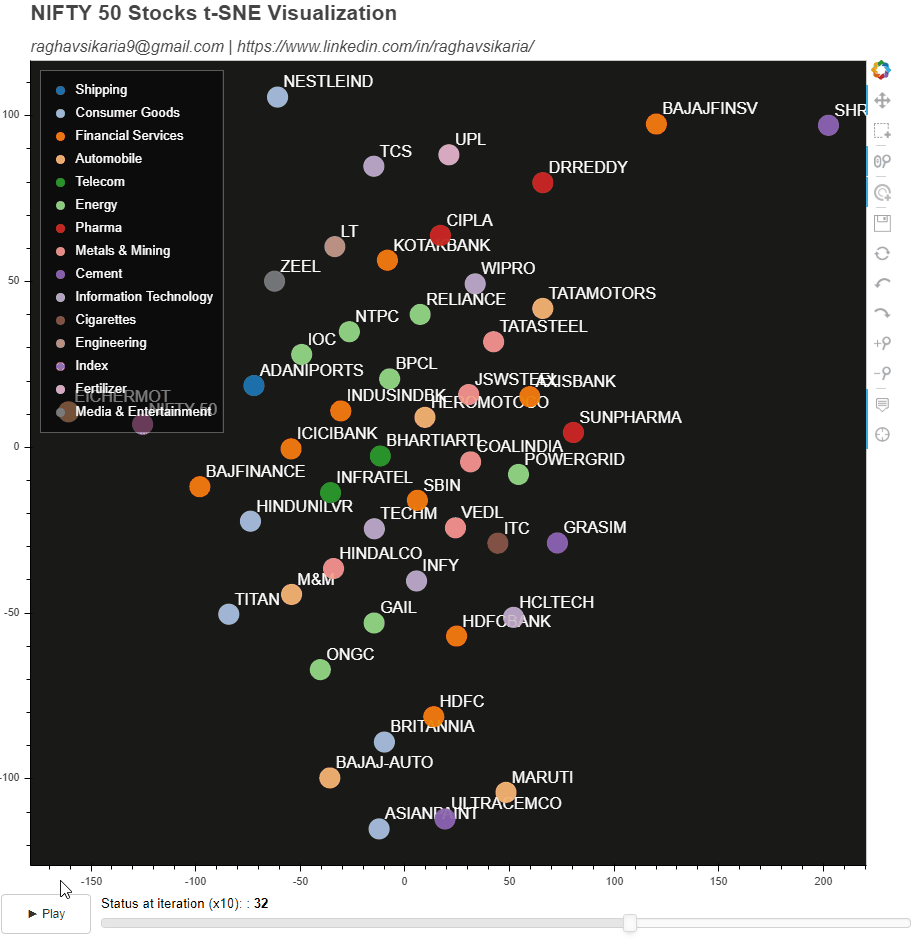 NIFTY 50 Stocks t-SNE Visualization
raghavsikaria9@gmail.com | https://www.linkedin.com/in/raghavsikaria/
Shipping
Consumer Goods
Financial Services
Automobile
Telecom
Energy
Pharma
Metals & Mining
Cement
Information Technology
Cigarettes
Engineering
Index
Fertilizer
Media & Entertainment
NESTLEIND
BAJAJFINSV
SHR
TCS
UPL
DRREDDY
CIPLA
LT
KOTAKBANK
ZEEL
WIPRO
TATAMOTORS
RELIANCE
NTPC
TATASTEEL
IOC
BPCL
ADANIPORTS
JSWSTEEL
AXISBANK
EICHERMOT
INDUSINDBK
HEROMOTOCO
NIFTY 50
SUNPHARMA
ICICIBANK
BHARTIARTL
COALINDIA
POWERGRID
BAJFINANCE
INFRATEL
SBIN
HINDUNILVR
TECHM
VEDL
ITC
GRASIM
HINDALCO
INFY
M&M
TITAN
GAIL
HCLTECH
HDFCBANK
ONGC
HDFC
BRITANNIA
BAJAJ-AUTO
MARUTI
ULTRACEMCO
ASIANPAINT
100
50
0
-50
-100
-150 -100 -50 0 50 100 150 200
► Play
Status at iteration (x10): : 32